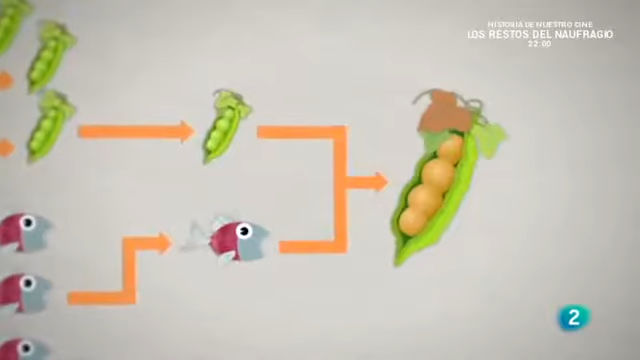 HISTORIA DE NUESTRO CINE
LOS RESTOS DEL NAUFRAGIO
22:00
2